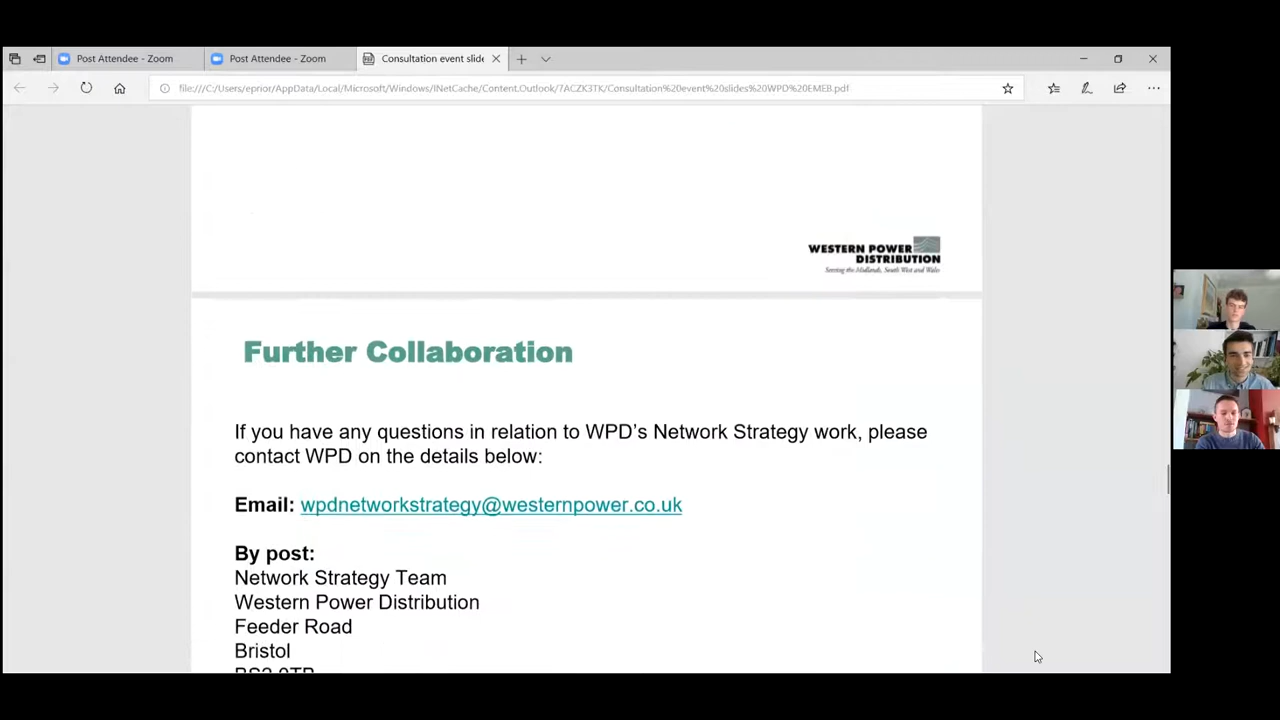 Post Attendee - Zoom
Post Attendee - Zoom
Consultation event slide
file:///C:/Users/eprior/AppData/Local/Microsoft/Windows/INetCache/Content.Outlook/7ACZK3TK/Consultation%20event%20slides%20WPD%20EMEB.pdf
WESTERN POWER
DISTRIBUTION
Serving the Midlands, South West and Wales
Further Collaboration
If you have any questions in relation to WPD's Network Strategy work, please
contact WPD on the details below:
Email: wpdnetworkstrategy@westernpower.co.uk
By post:
Network Strategy Team
Western Power Distribution
Feeder Road
Bristol